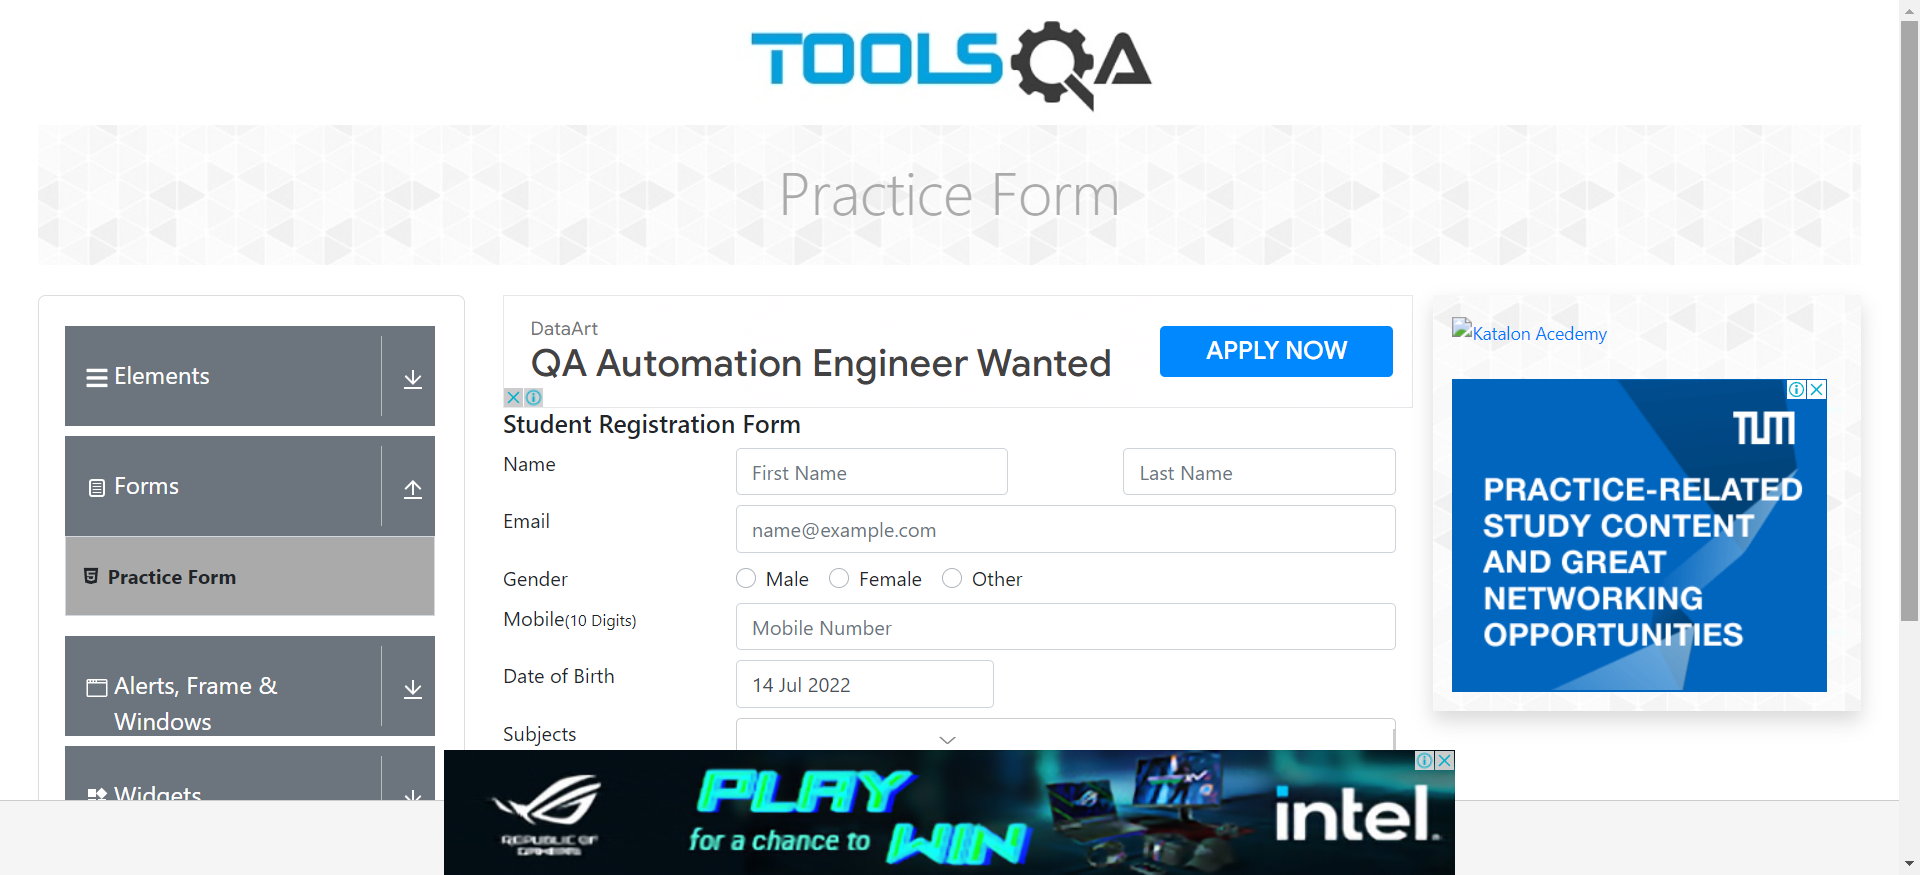 TOOLSQA
Practice Form
Elements
Forms
Practice Form
Alerts, Frame &
Windows
Widgets
DataArt
QA Automation Engineer Wanted
APPLY NOW
Student Registration Form
Name
First Name
Last Name
Email
name@example.com
Gender
Male
Female
Other
Mobile(10 Digits)
Mobile Number
Date of Birth
14 Jul 2022
Subjects
Katalon Acedemy
TUM
PRACTICE-RELATED
STUDY CONTENT
AND GREAT
NETWORKING
OPPORTUNITIES
REPUBLIC OF
GAMERS
PLAY
for a chance to WIN
intel.